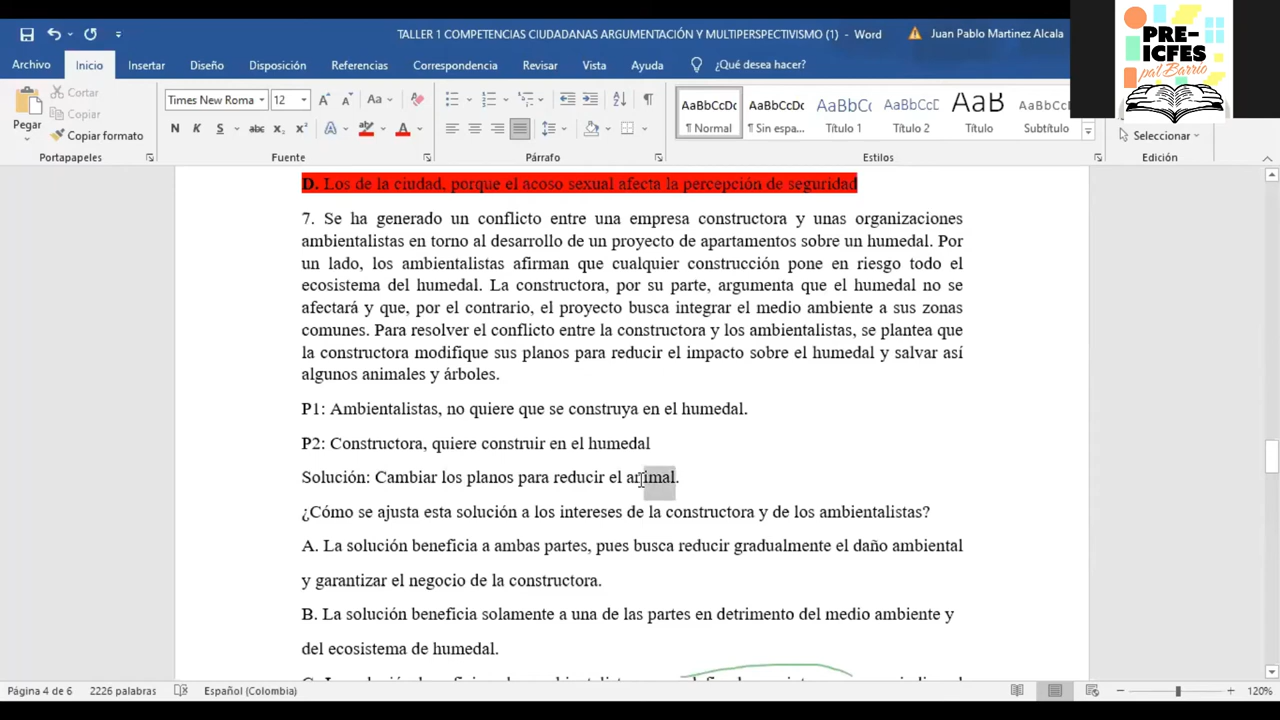 TALLER 1 COMPETENCIAS CIUDADANAS ARGUMENTACIÓN Y MULTIPERSPECTIVISMO (1) - Word
Juan Pablo Martinez Alcala
PRE-
ICFES
pa'l Barrio
Archivo Inicio Insertar Diseño Disposición Referencias Correspondencia Revisar Vista Ayuda ¿Qué desea hacer?
Pegar
Cortar
Copiar
Copiar formato
Portapapeles
Times New Roma 12
Aa
N K S abc x₂ x²
Fuente
Párrafo
AaBbCcDc AaBbCcDc AaBbCcD AaBbCcD AaB AaBbCcD
¶ Normal ¶ Sin espa... Título 1 Título 2 Título Subtítulo
Estilos
Seleccionar
Edición
D. Los de la ciudad, porque el acoso sexual afecta la percepción de seguridad
7. Se ha generado un conflicto entre una empresa constructora y unas organizaciones
ambientalistas en torno al desarrollo de un proyecto de apartamentos sobre un humedal. Por
un lado, los ambientalistas afirman que cualquier construcción pone en riesgo todo el
ecosistema del humedal. La constructora, por su parte, argumenta que el humedal no se
afectará y que, por el contrario, el proyecto busca integrar el medio ambiente a sus zonas
comunes. Para resolver el conflicto entre la constructora y los ambientalistas, se plantea que
la constructora modifique sus planos para reducir el impacto sobre el humedal y salvar así
algunos animales y árboles.
P1: Ambientalistas, no quiere que se construya en el humedal.
P2: Constructora, quiere construir en el humedal
Solución: Cambiar los planos para reducir el animal.
¿Cómo se ajusta esta solución a los intereses de la constructora y de los ambientalistas?
A. La solución beneficia a ambas partes, pues busca reducir gradualmente el daño ambiental
y garantizar el negocio de la constructora.
B. La solución beneficia solamente a una de las partes en detrimento del medio ambiente y
del ecosistema de humedal.
Página 4 de 6 2226 palabras Español (Colombia) 120%